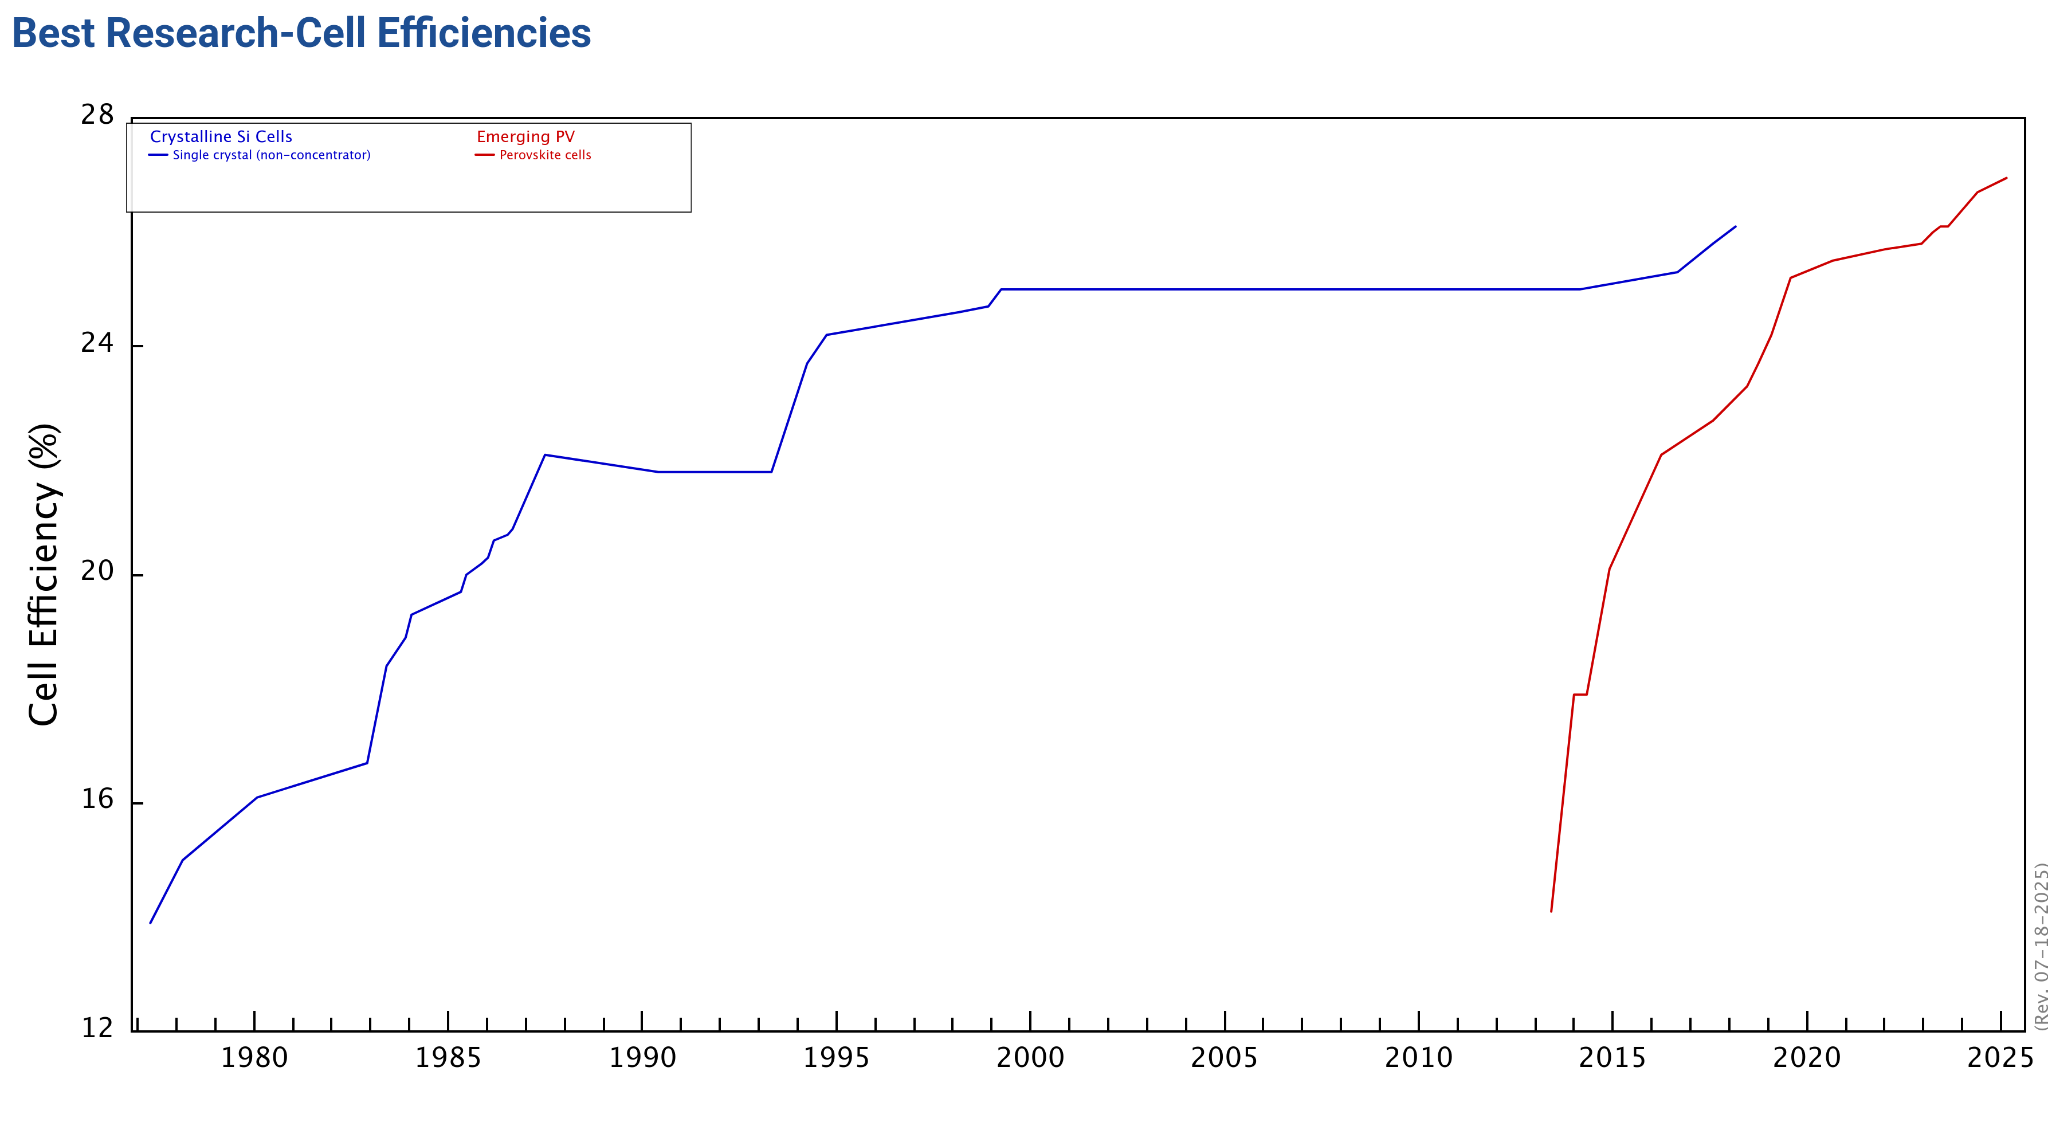 Best Research-Cell Efficiencies
28
Crystalline Si Cells
Single crystal (non-concentrator)
Emerging PV
Perovskite cells
24
20
16
12
Cell Efficiency (%)
1980 1985 1990 1995 2000 2005 2010 2015 2020 2025
(Rev. 07-18-2025)